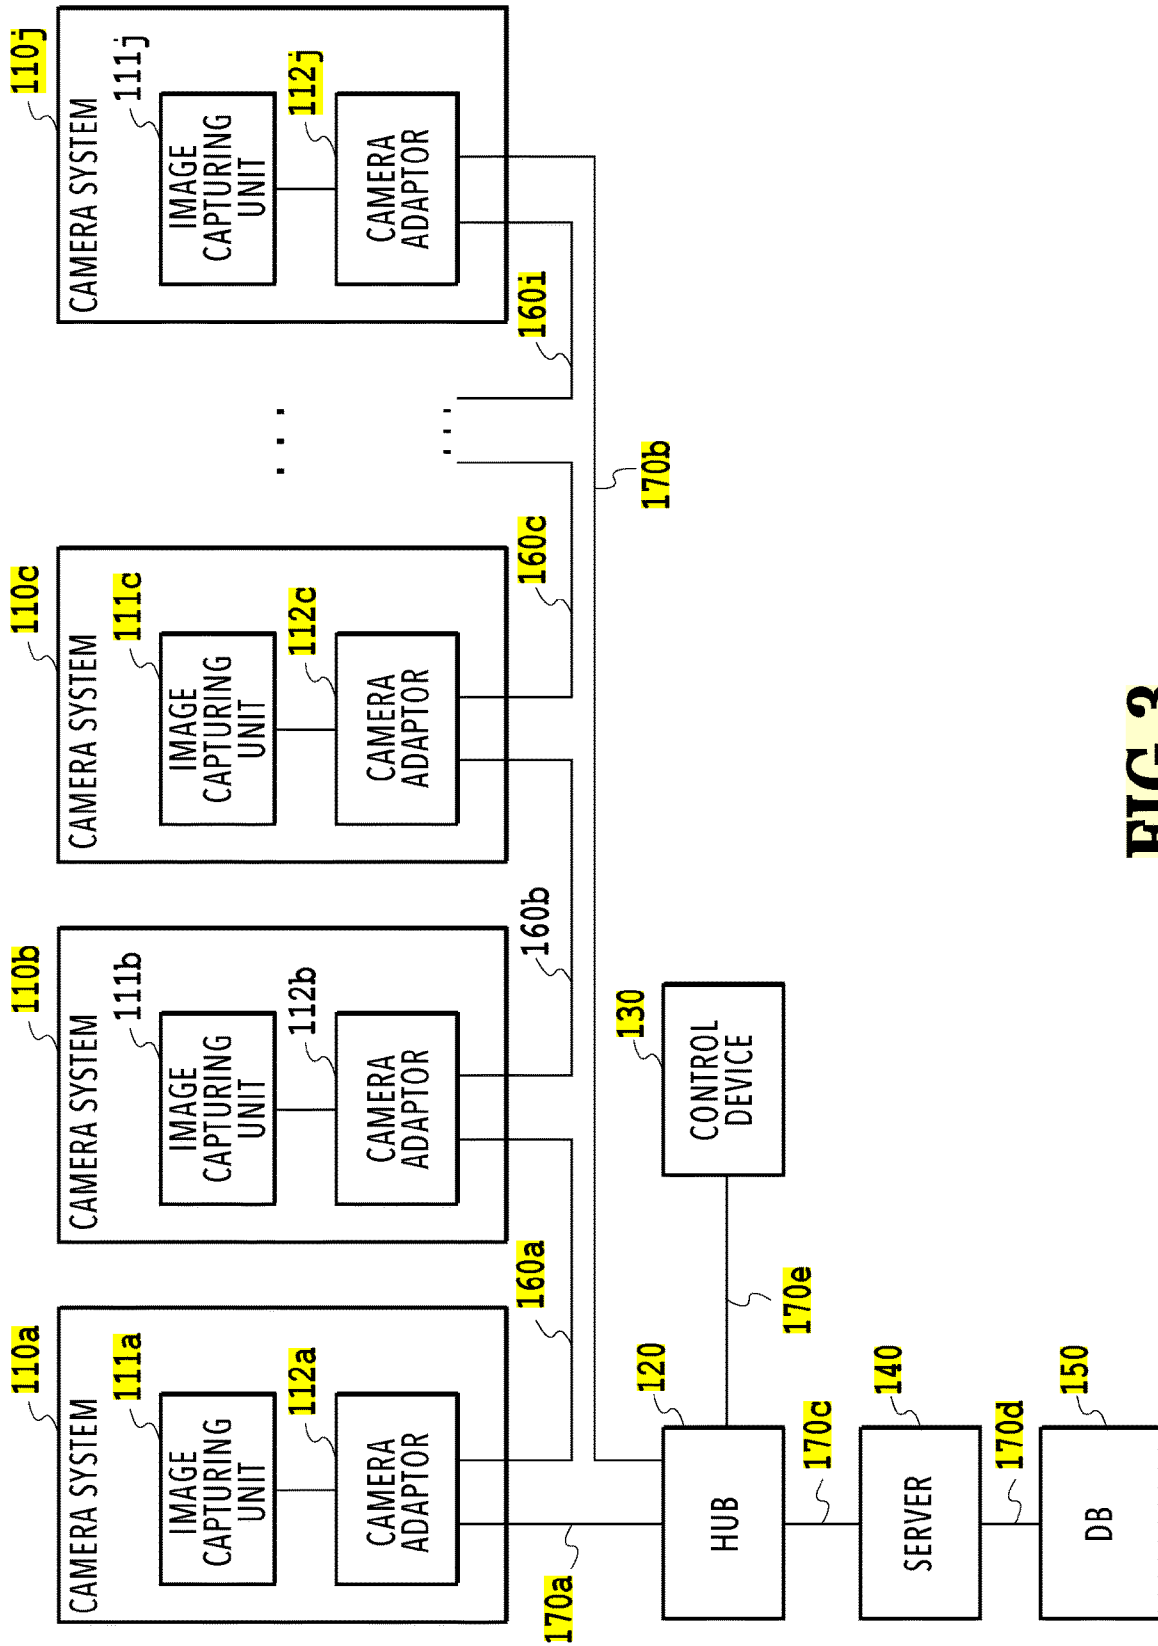 110a
CAMERA SYSTEM
111a
IMAGE
CAPTURING
UNIT
112a
CAMERA
ADAPTOR
110b
CAMERA SYSTEM
111b
IMAGE
CAPTURING
UNIT
112b
CAMERA
ADAPTOR
110c
CAMERA SYSTEM
111c
IMAGE
CAPTURING
UNIT
112c
CAMERA
ADAPTOR
. . .
. . .
110j
CAMERA SYSTEM
111j
IMAGE
CAPTURING
UNIT
112j
CAMERA
ADAPTOR
170a
160a
160b
160c
160i
170b
120
HUB
170e
130
CONTROL
DEVICE
170c
140
SERVER
170d
150
DB
FIG.3